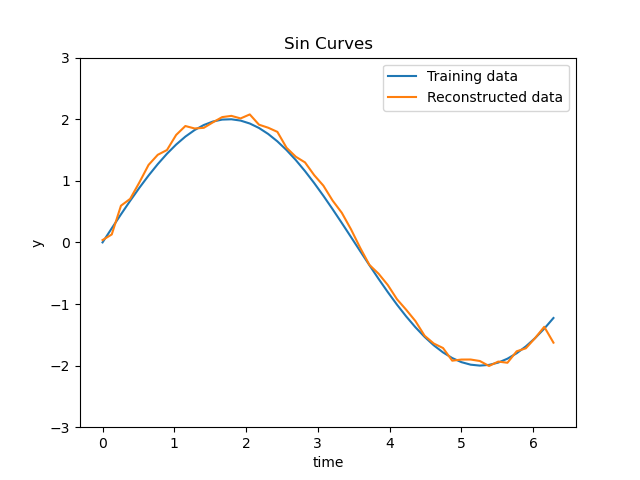 Sin Curves
Training data
Reconstructed data
3
2
1
0
−1
−2
−3
y
0 1 2 3 4 5 6
time